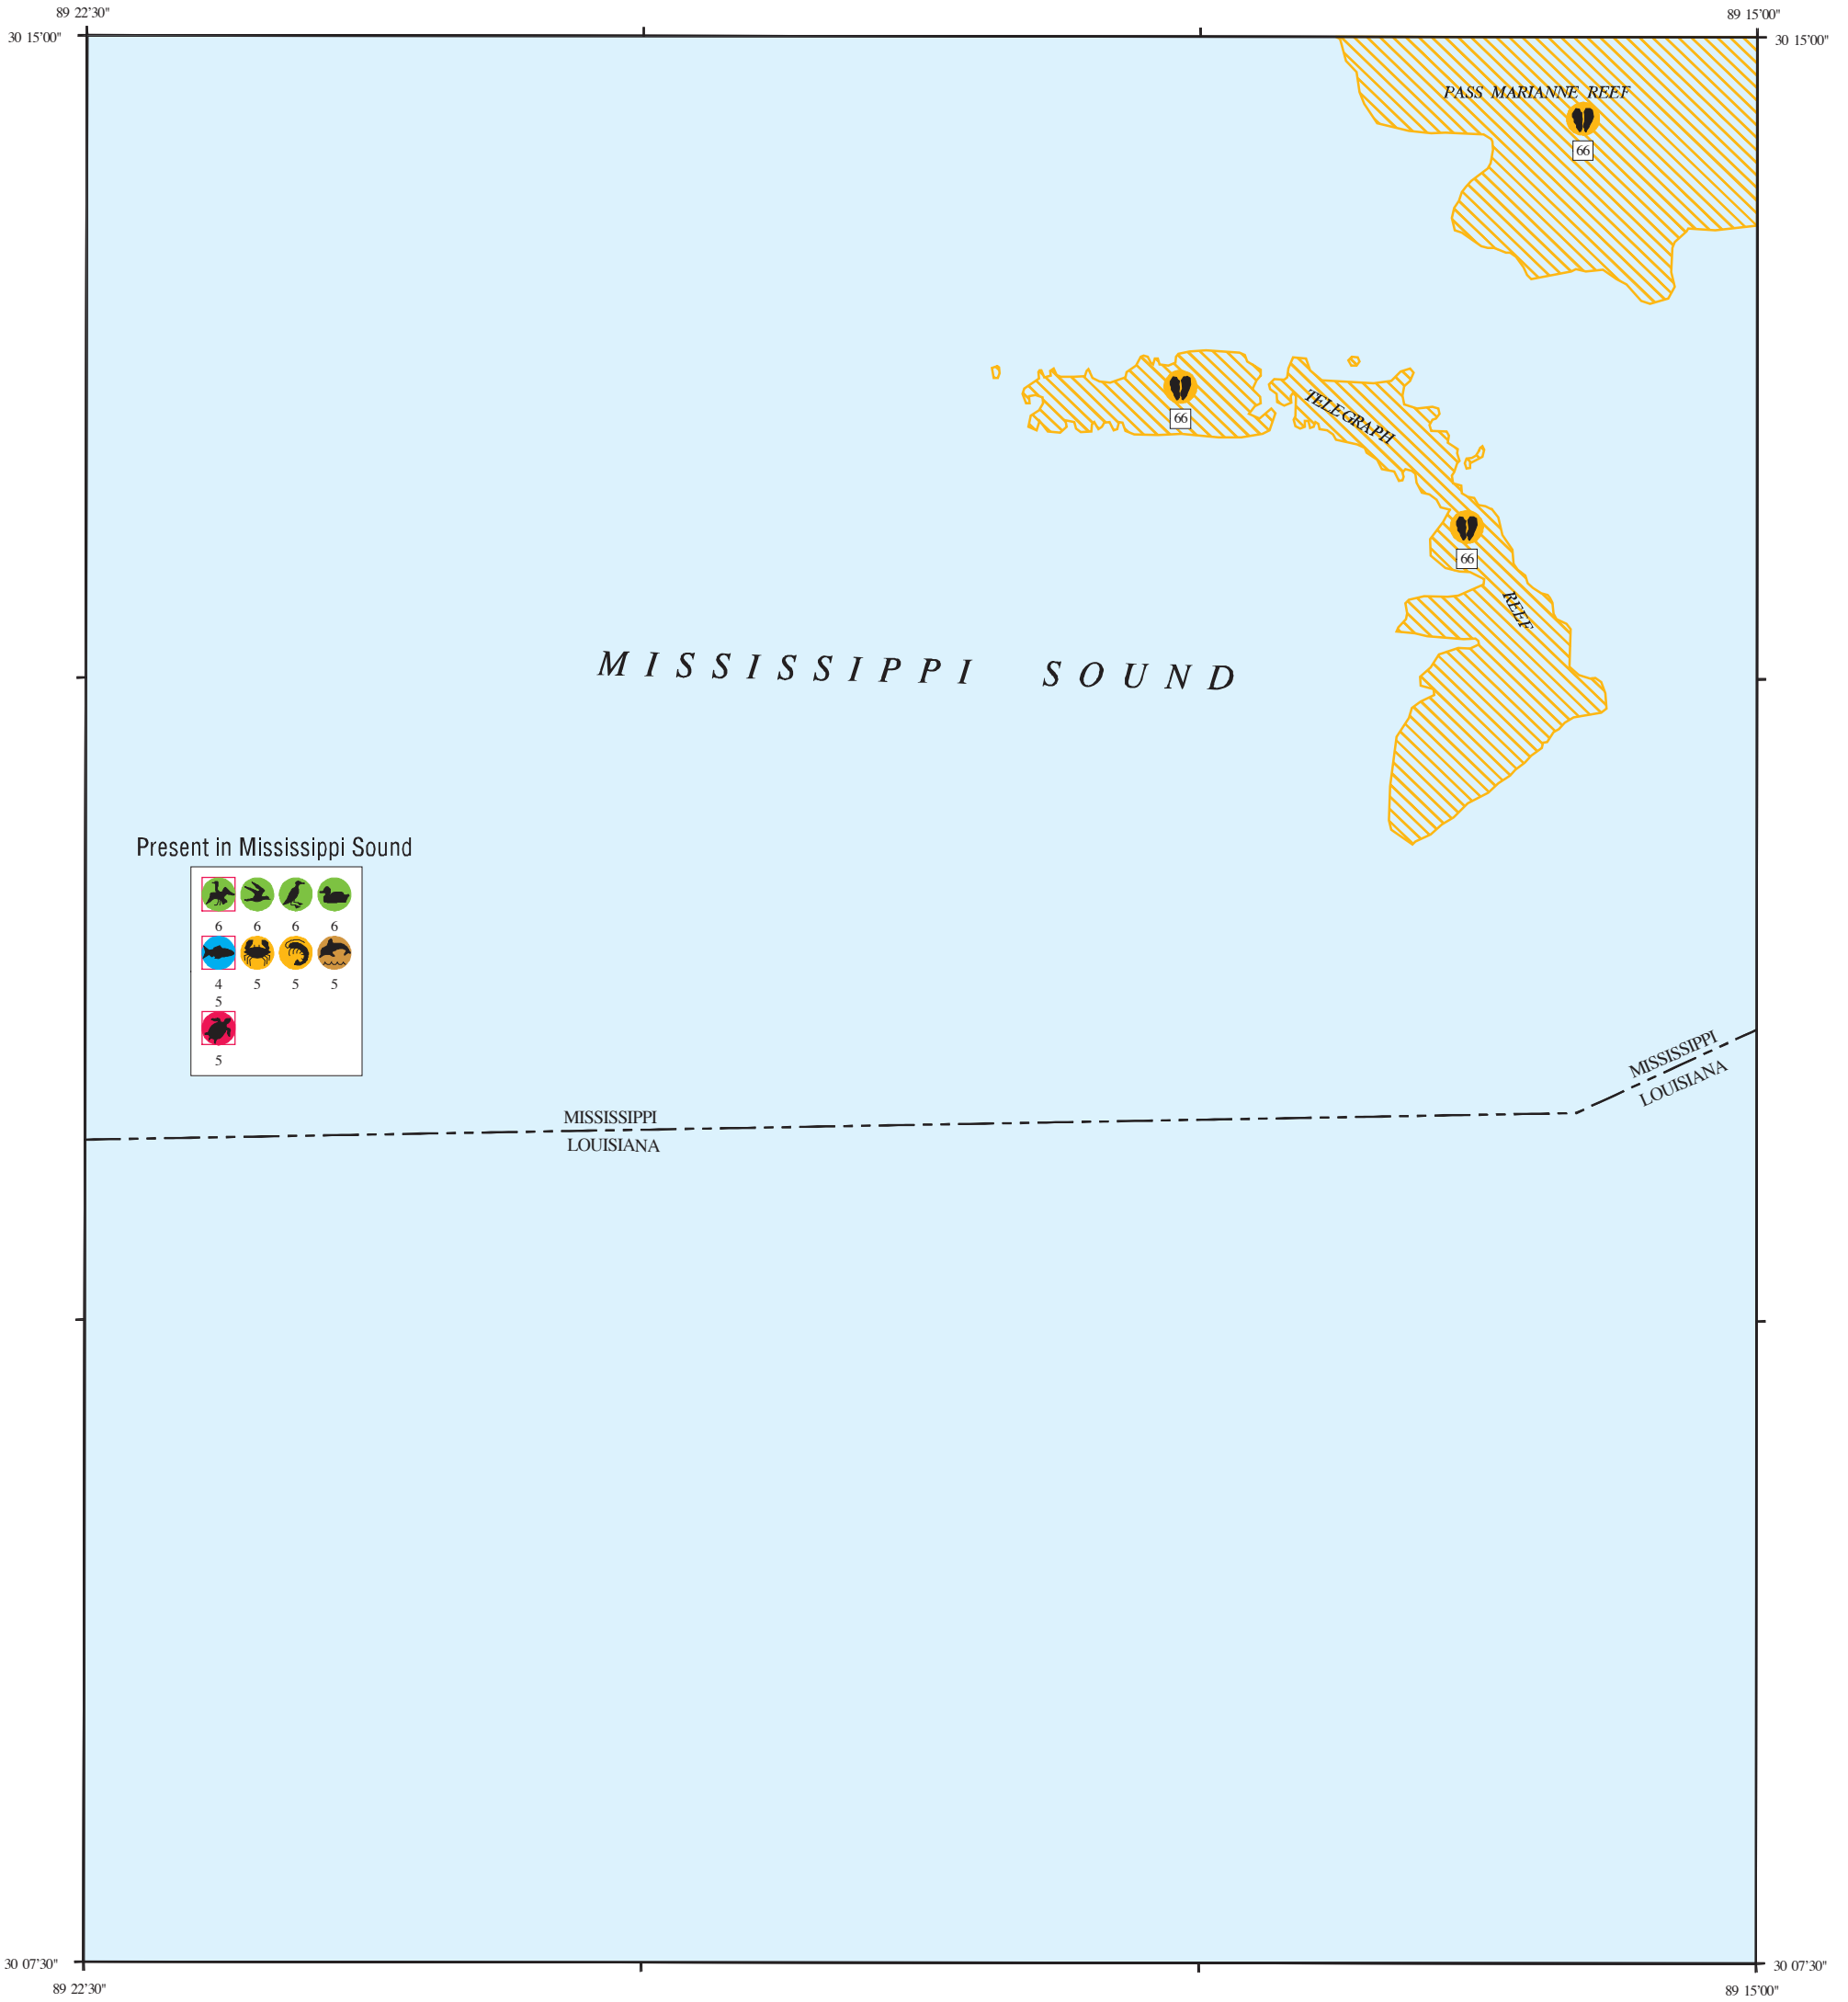 89 22'30"
89 15'00"
30 15'00"
30 15'00"
PASS MARIANNE REEF
66
66
TELEGRAPH
66
REEF
MISSISSIPPI SOUND
Present in Mississippi Sound
6 6 6 6
4 5 5 5
5
5
MISSISSIPPI
LOUISIANA
MISSISSIPPI
LOUISIANA
30 07'30"
30 07'30"
89 22'30"
89 15'00"